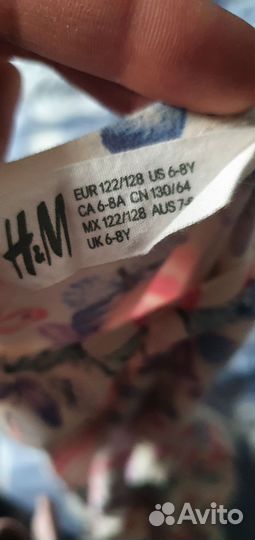 H&M
EUR 122/128 US 6-8Y
CA 6-8A CN 130/64
MX 122/128 AUS
UK 6-8Y
Avito